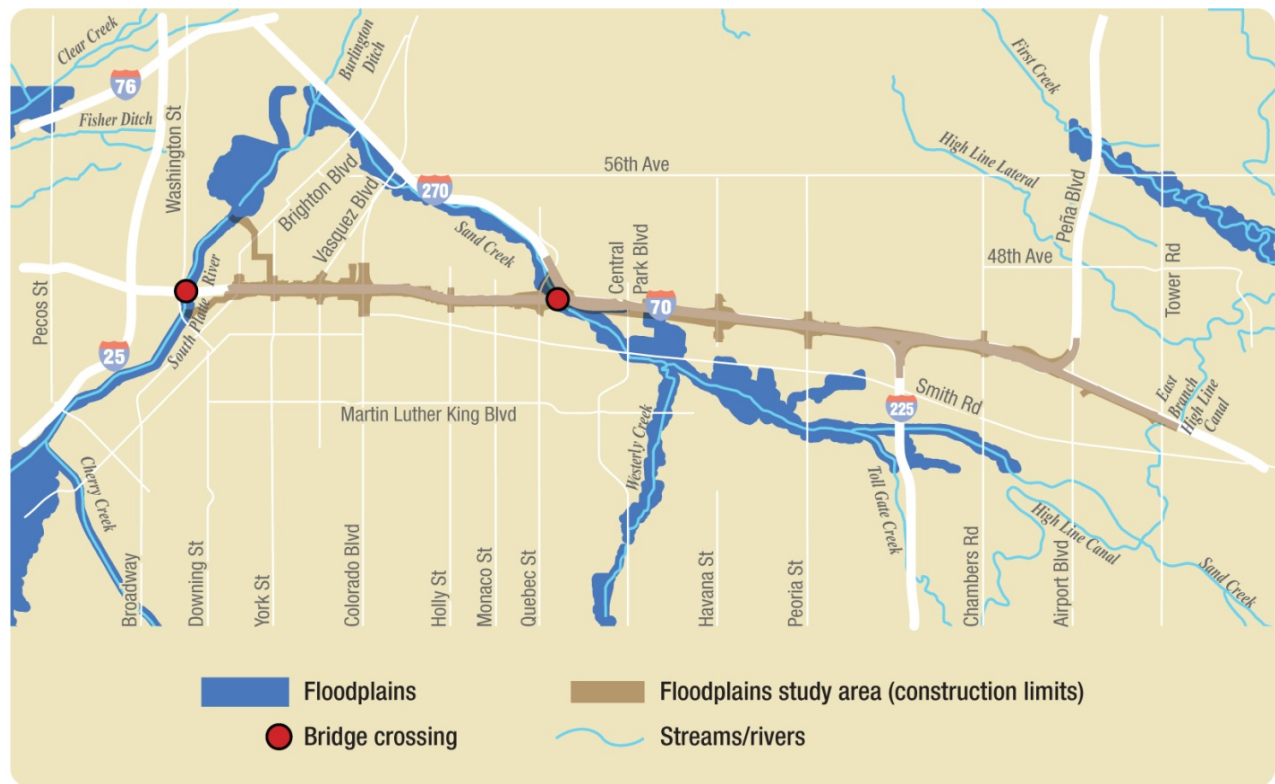 Clear Creek
76
Fisher Ditch
Washington St
Burlington
Ditch
First Creek
High Line Lateral
56th Ave
Brighton Blvd
Vasquez Blvd
270
Sand Creek
Peña Blvd
48th Ave
Tower Rd
Pecos St
South Platte River
Central
Park Blvd
70
25
Martin Luther King Blvd
Smith Rd
225
East
Branch
High Line
Canal
Cherry Creek
Westerly Creek
Toll Gate Creek
High Line Canal
Sand Creek
Broadway
Downing St
York St
Colorado Blvd
Holly St
Monaco St
Quebec St
Havana St
Peoria St
Chambers Rd
Airport Blvd
Floodplains
Floodplains study area (construction limits)
Bridge crossing
Streams/rivers